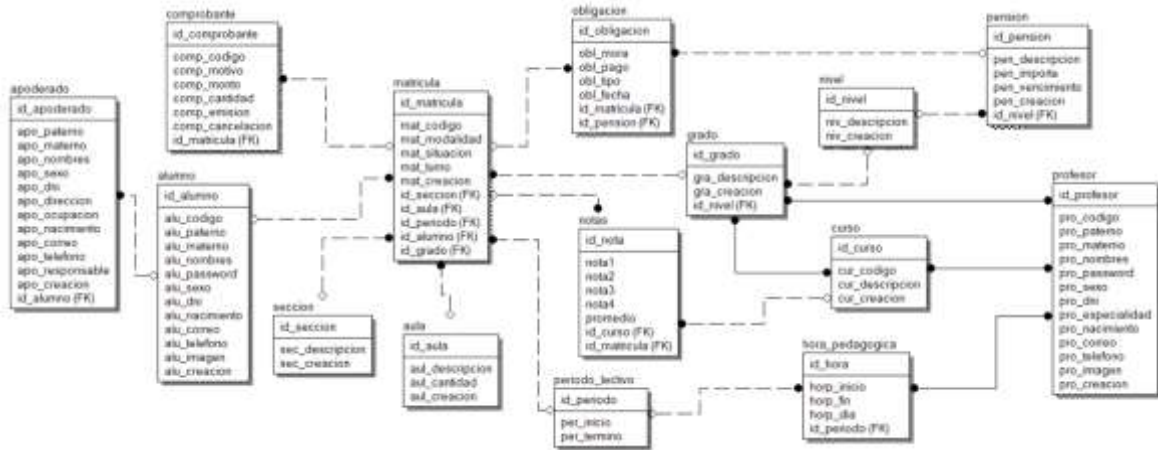 comprobante
id_comprobante
comp_codigo
comp_motivo
comp_monto
comp_cantidad
comp_emision
comp_cancelacion
id_matricula (FK)
obligacion
id_obligacion
obl_mora
obl_pago
obl_tipo
obl_fecha
id_matricula (FK)
id_pension (FK)
pension
id_pension
pen_descripcion
pen_importe
pen_vencimiento
pen_creacion
id_nivel (FK)
apoderado
id_apoderado
apo_paterno
apo_materno
apo_nombres
apo_sexo
apo_dni
apo_direccion
apo_ocupacion
apo_nacimiento
apo_correo
apo_telefono
apo_responsable
apo_creacion
id_alumno (FK)
matricula
id_matricula
mat_codigo
mat_modalidad
mat_situacion
mat_turno
mat_creacion
id_seccion (FK)
id_aula (FK)
id_periodo (FK)
id_alumno (FK)
id_grado (FK)
nivel
id_nivel
niv_descripcion
niv_creacion
grado
id_grado
gra_descripcion
gra_creacion
id_nivel (FK)
alumno
id_alumno
alu_codigo
alu_paterno
alu_materno
alu_nombres
alu_password
alu_sexo
alu_dni
alu_nacimiento
alu_correo
alu_telefono
alu_imagen
alu_creacion
profesor
id_profesor
pro_codigo
pro_paterno
pro_materno
pro_nombres
pro_password
pro_sexo
pro_dni
pro_especialidad
pro_nacimiento
pro_correo
pro_telefono
pro_imagen
pro_creacion
notas
id_nota
nota1
nota2
nota3
nota4
promedio
id_curso (FK)
id_matricula (FK)
curso
id_curso
cur_codigo
cur_descripcion
cur_creacion
seccion
id_seccion
sec_descripcion
sec_creacion
aula
id_aula
aul_descripcion
aul_cantidad
aul_creacion
periodo_lectivo
id_periodo
per_inicio
per_termino
hora_pedagogica
id_hora
horp_inicio
horp_fin
horp_dia
id_periodo (FK)